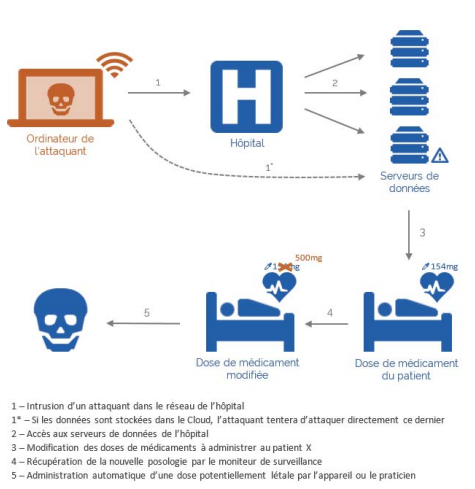 1
2
Ordinateur de
l'attaquant
H
Hôpital
1*
Serveurs de
données
3
500mg
154mg
154mg
5
4
Dose de médicament
modifiée
Dose de médicament
du patient
1 – Intrusion d'un attaquant dans le réseau de l'hôpital
1* – Si les données sont stockées dans le Cloud, l'attaquant tentera d'attaquer directement ce dernier
2 – Accès aux serveurs de données de l'hôpital
3 – Modification des doses de médicaments à administrer au patient X
4 – Récupération de la nouvelle posologie par le moniteur de surveillance
5 – Administration automatique d'une dose potentiellement létale par l'appareil ou le praticien